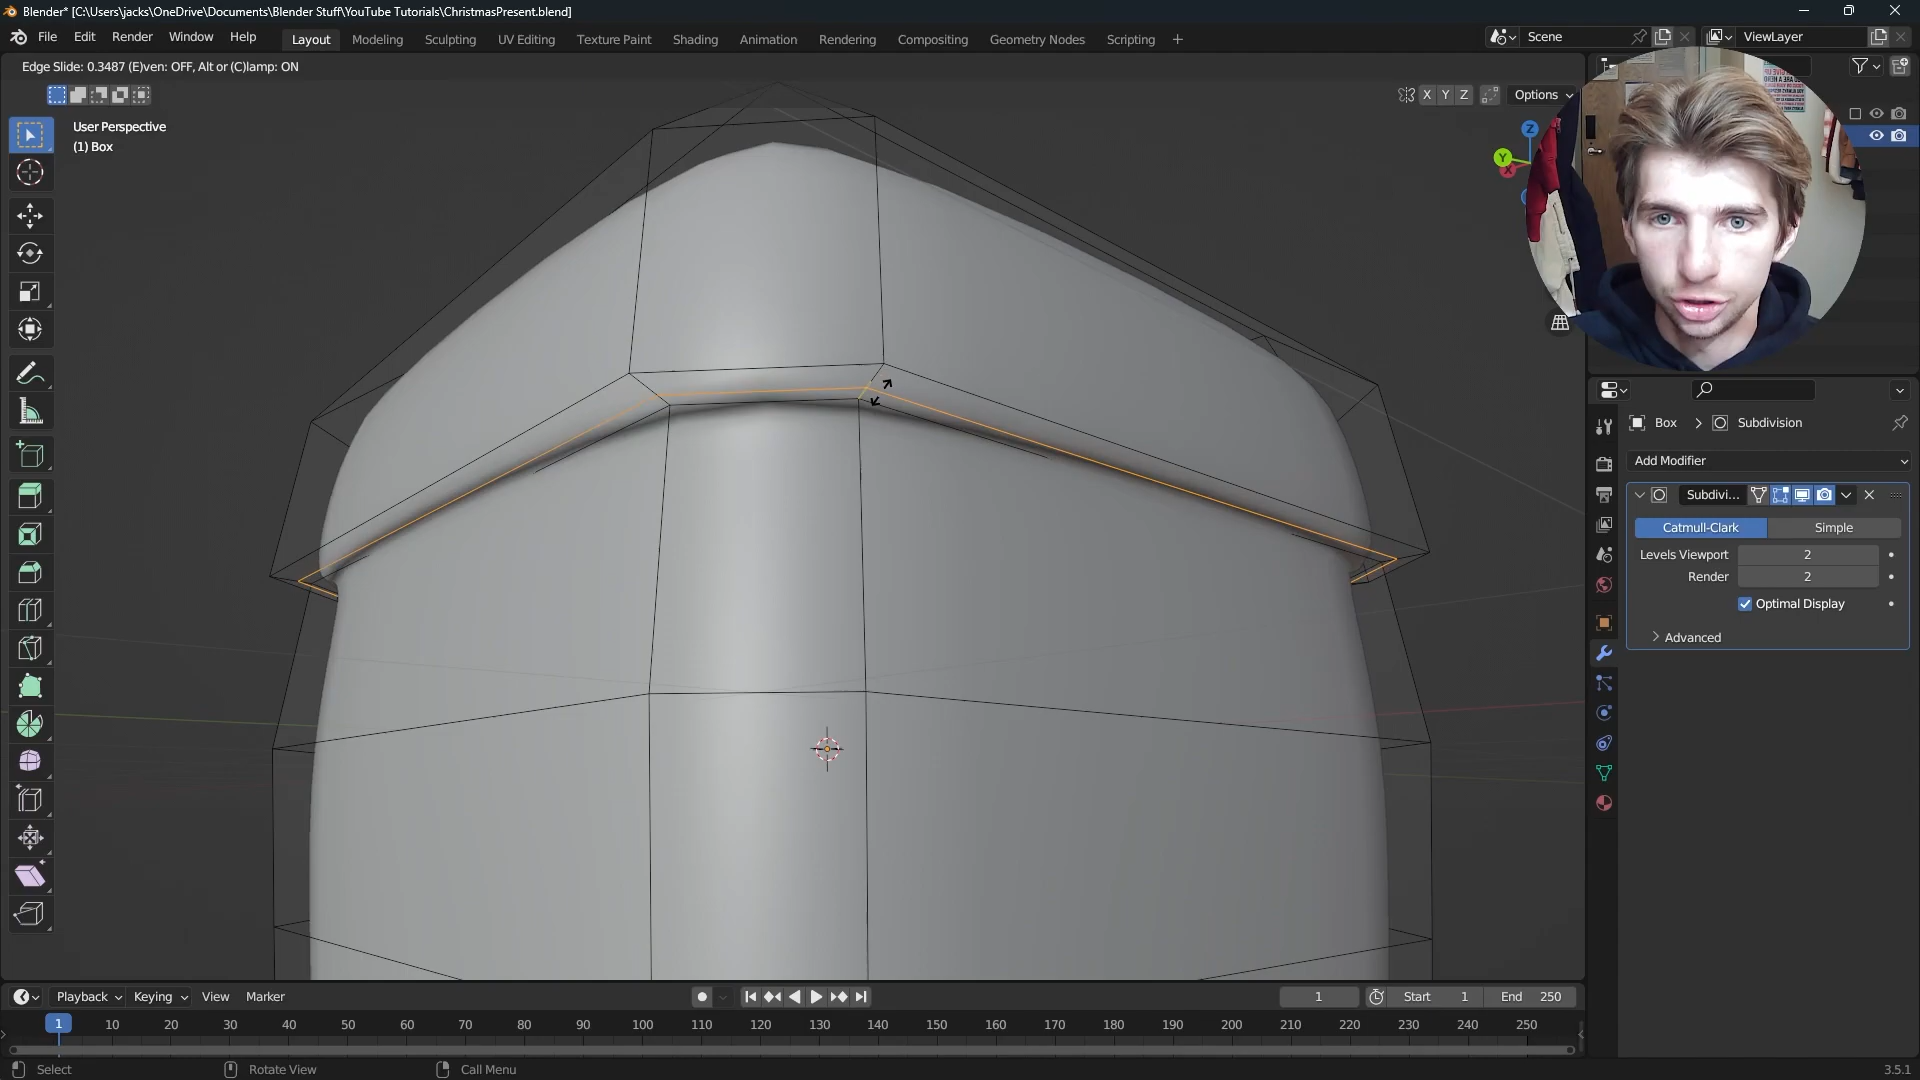 Blender* [C:\Users\jacks\OneDrive\Documents\Blender Stuff\YouTube Tutorials\ChristmasPresent.blend]
File Edit Render Window Help Layout Modeling Sculpting UV Editing Texture Paint Shading Animation Rendering Compositing Geometry Nodes Scripting + Scene ViewLayer
Edge Slide: 0.3487 (E)ven: OFF, Alt or (C)lamp: ON
X Y Z Options
User Perspective
(1) Box
Z
Y
X
Box > Subdivision
Add Modifier
Subdivi...
Catmull-Clark Simple
Levels Viewport 2
Render 2
Optimal Display
Advanced
Playback Keying View Marker 1 Start 1 End 250
1 10 20 30 40 50 60 70 80 90 100 110 120 130 140 150 160 170 180 190 200 210 220 230 240 250
Select Rotate View Call Menu 3.5.1